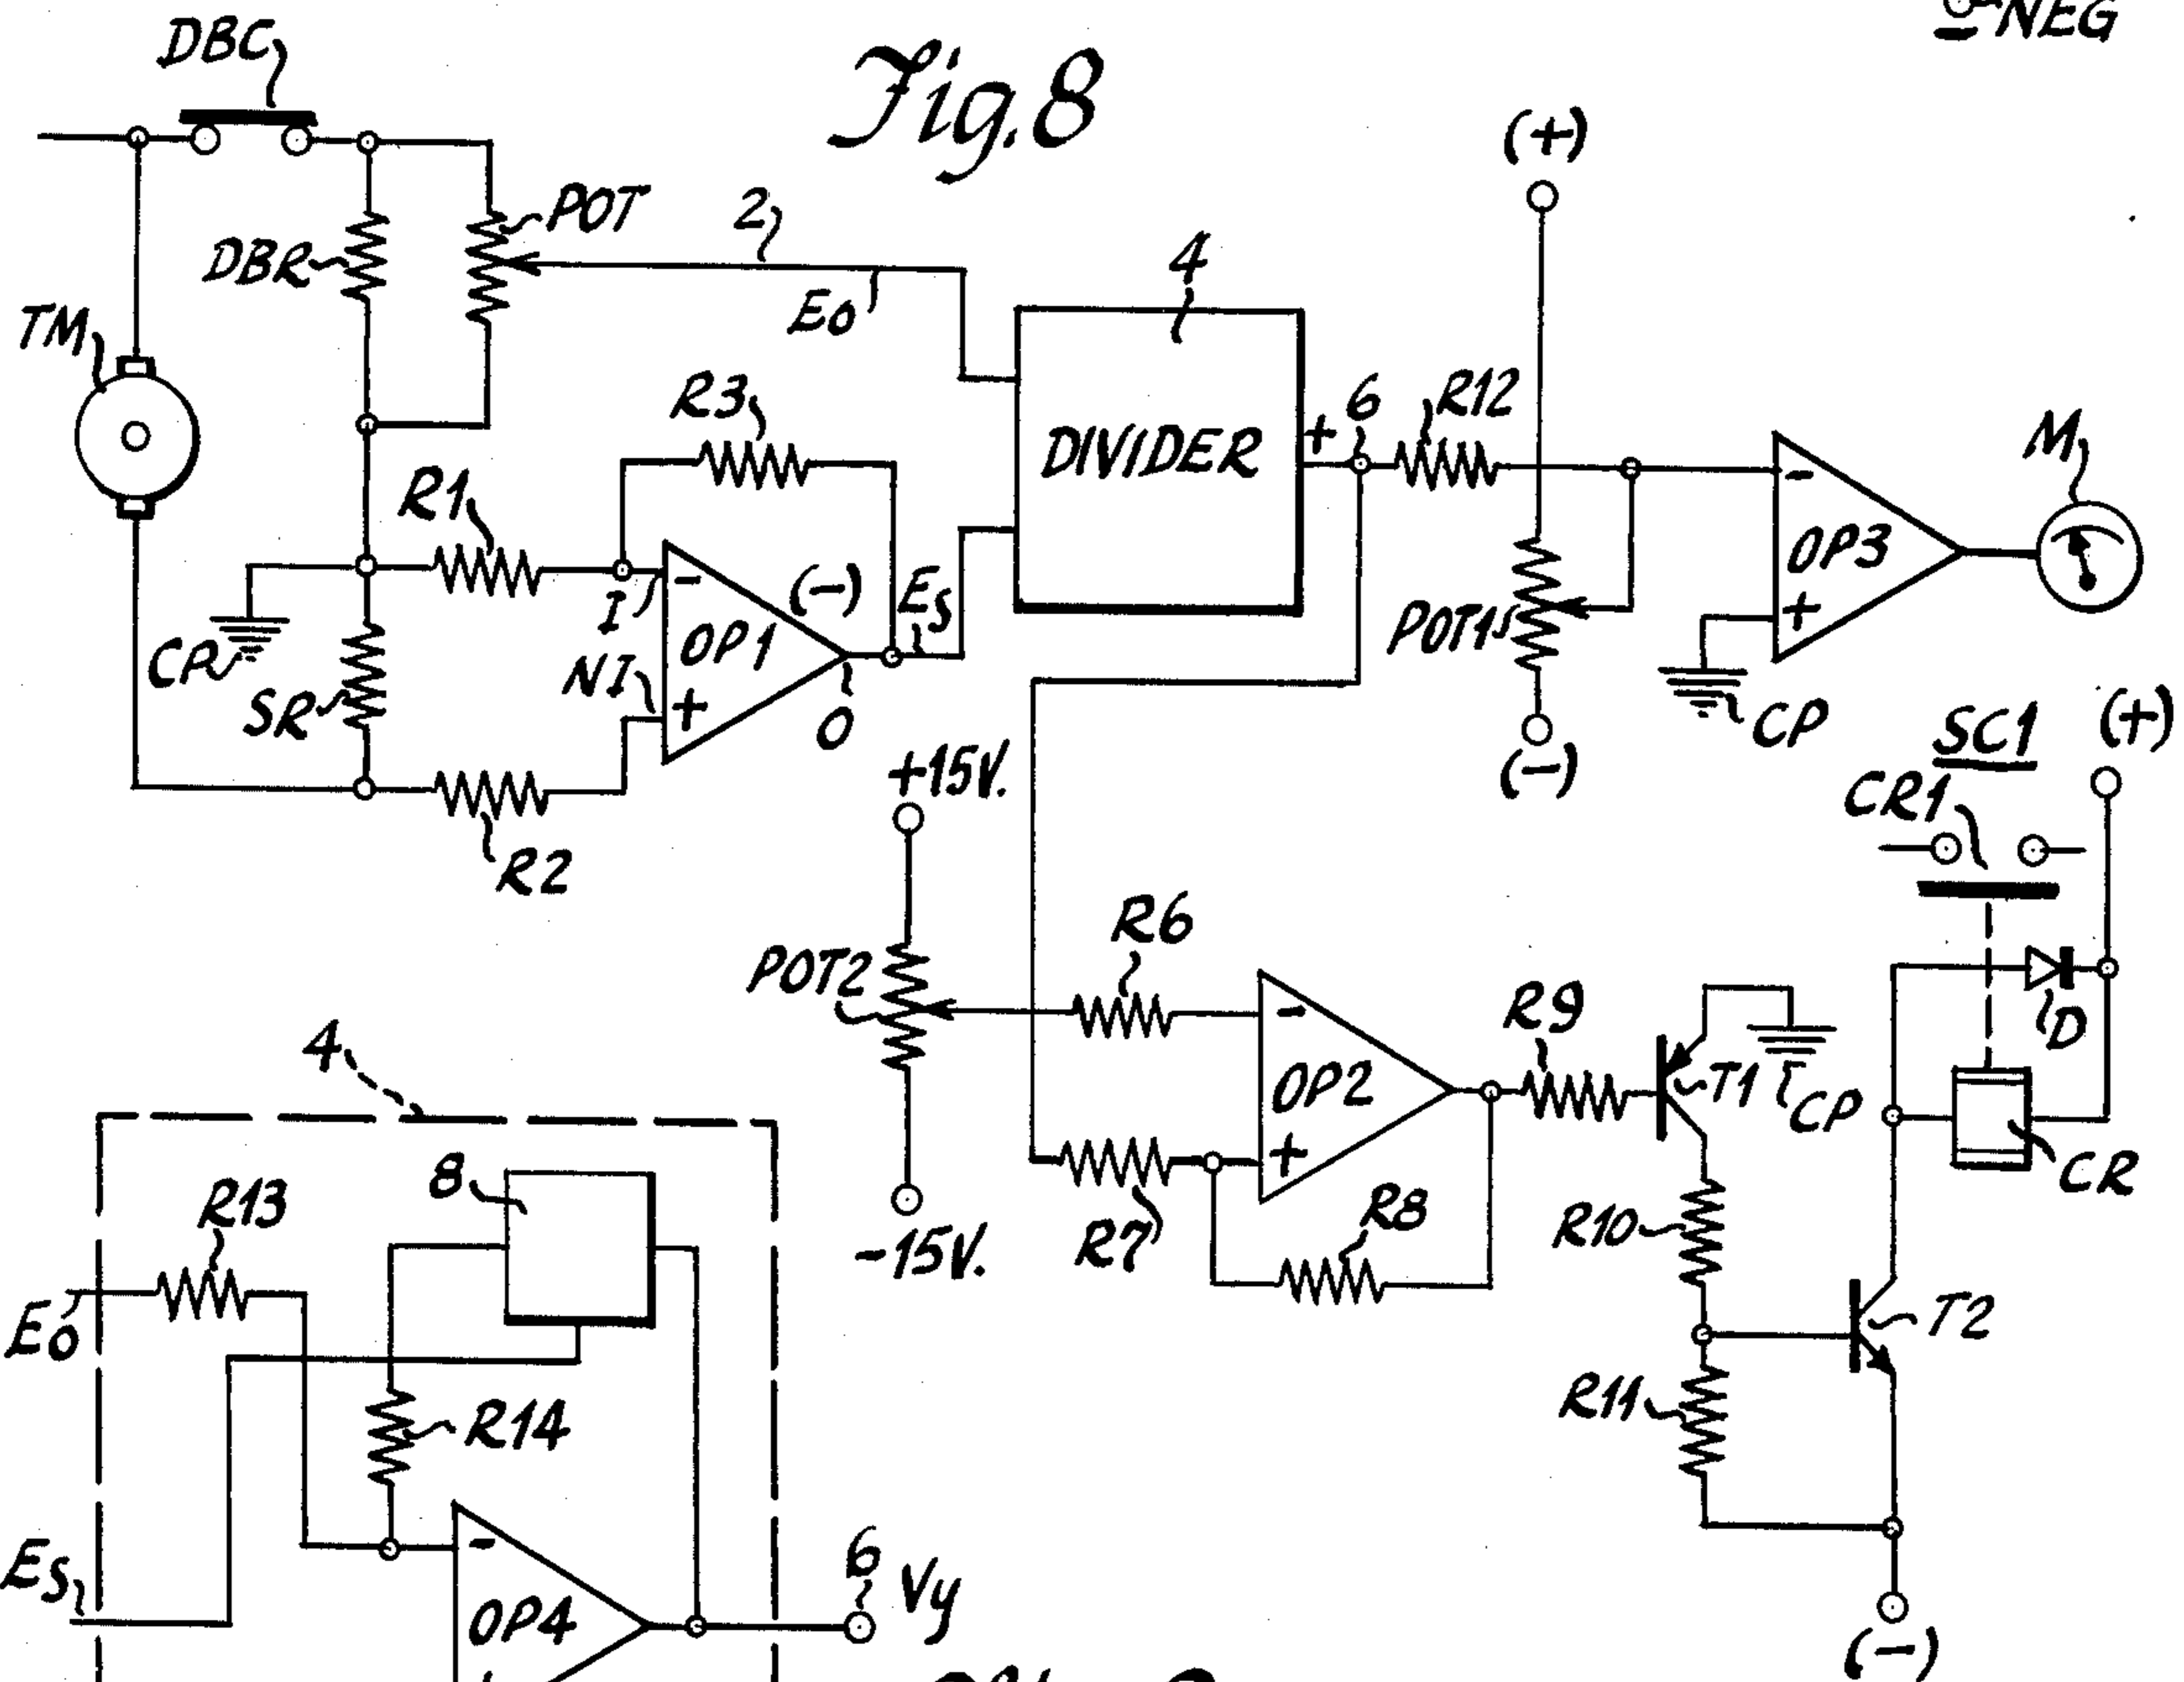 NEG
DBC
Fig.8
(+)
POT
2
DBR
4
Eo
TM
R3
6
R12
+
DIVIDER
M
R1
-
OP3
I
-
(-)
Es
POT1
+
CP
OP1
NI
+
SR
O
CP
(-)
SC1
(+)
+15V.
CR1
R2
R6
POT2
-
R9
D
OP2
T1
CP
4
+
CR
8
R13
R7
R8
R10
-15V.
Eo
T2
R14
R11
-
Es
6
Vy
OP4
(-)